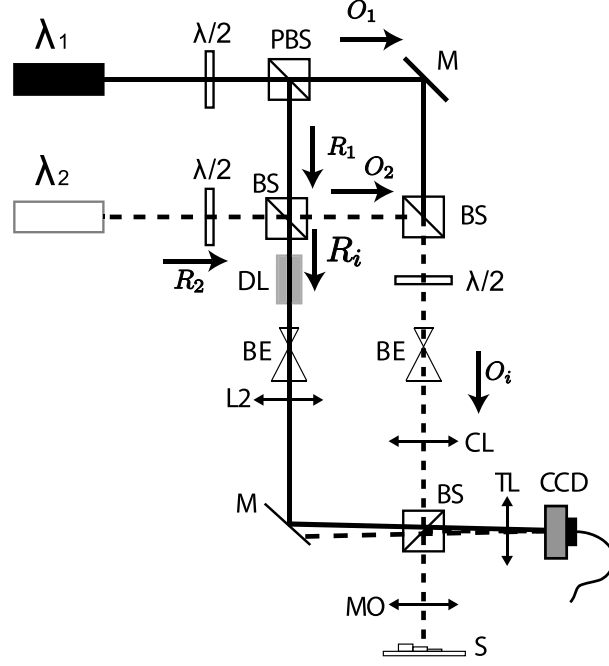 λ1
λ/2
PBS
O1
M
R1
λ2
λ/2
BS
O2
BS
R2
DL
Ri
λ/2
BE
BE
Oi
L2
CL
M
BS
TL
CCD
MO
S